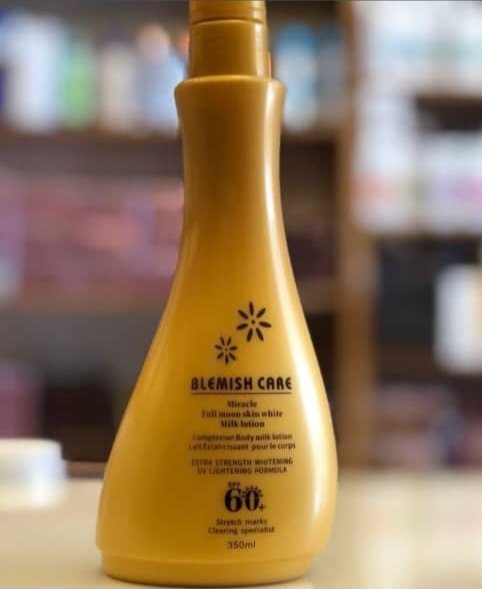 BLEMISH CARE
Miracle
Full moon skin white
Milk lotion
Complexion Body milk lotion
Lait Eclaircissant pour le corps
EXTRA STRENGTH WHITENING
UV LIGHTENING FORMULA
SPF
60+
Stretch marks
Clearing specialist
350ml